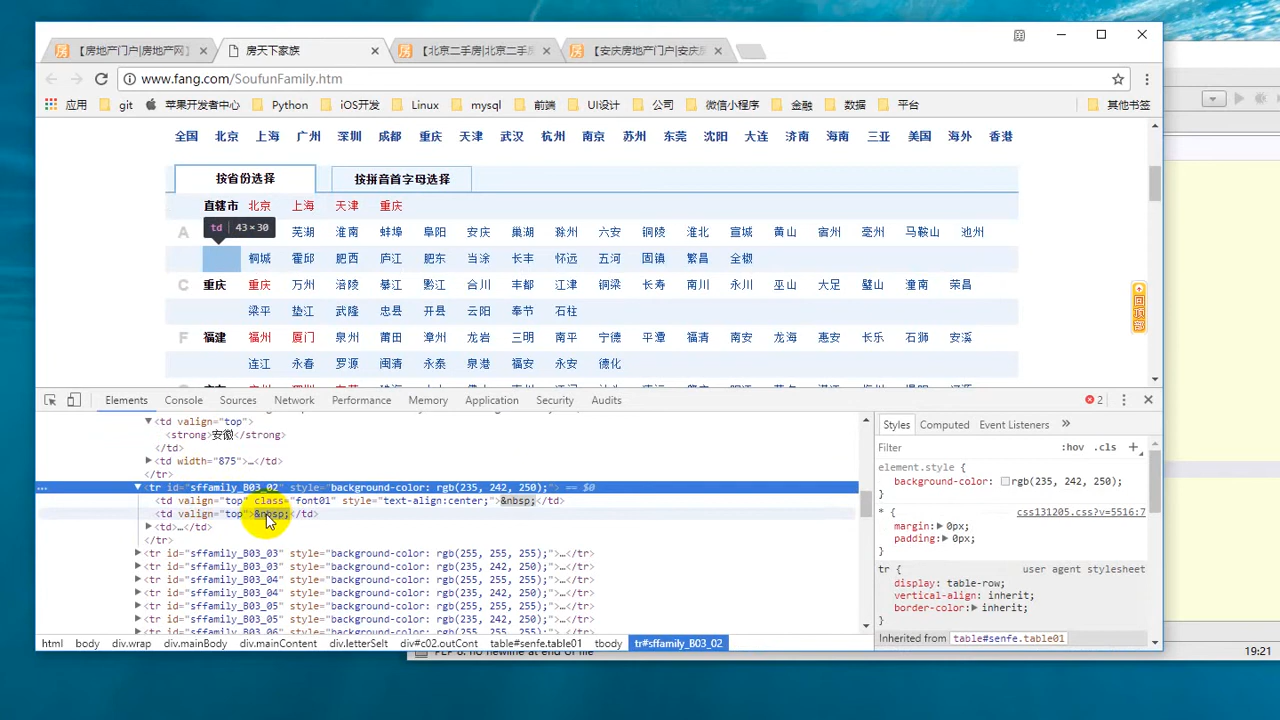 【房地产门户|房地产网】
房天下家族
【北京二手房|北京二手房
【安庆房地产门户|安庆房
www.fang.com/SoufunFamily.htm
应用 git 苹果开发者中心 Python iOS开发 Linux mysql 前端 UI设计 公司 微信小程序 金融 数据 平台 其他书签
全国 北京 上海 广州 深圳 成都 重庆 天津 武汉 杭州 南京 苏州 东莞 沈阳 大连 济南 海南 三亚 美国 海外 香港
按省份选择 按拼音首字母选择
直辖市 北京 上海 天津 重庆
td 43×30
A 芜湖 淮南 蚌埠 阜阳 安庆 巢湖 滁州 六安 铜陵 淮北 宣城 黄山 宿州 亳州 马鞍山 池州
桐城 霍邱 肥西 庐江 肥东 当涂 长丰 怀远 五河 固镇 繁昌 全椒
C 重庆 重庆 万州 涪陵 綦江 黔江 合川 丰都 江津 铜梁 长寿 南川 永川 巫山 大足 璧山 潼南 荣昌
梁平 垫江 武隆 忠县 开县 云阳 奉节 石柱
F 福建 福州 厦门 泉州 莆田 漳州 龙岩 三明 南平 宁德 平潭 福清 南安 龙海 惠安 长乐 石狮 安溪
连江 永春 罗源 闽清 永泰 泉港 福安 永安 德化
回顶部
Elements Console Sources Network Performance Memory Application Security Audits 2
<td valign="top">
<strong>安徽</strong>
</td>
<td width="875">…</td>
</tr>
<tr id="sffamily_B03_02" style="background-color: rgb(235, 242, 250);"> == $0
<td valign="top" class="font01" style="text-align:center;">&nbsp;</td>
<td valign="top">&nbsp;</td>
<td>…</td>
</tr>
<tr id="sffamily_B03_03" style="background-color: rgb(255, 255, 255);">…</tr>
<tr id="sffamily_B03_03" style="background-color: rgb(235, 242, 250);">…</tr>
<tr id="sffamily_B03_04" style="background-color: rgb(255, 255, 255);">…</tr>
<tr id="sffamily_B03_04" style="background-color: rgb(235, 242, 250);">…</tr>
<tr id="sffamily_B03_05" style="background-color: rgb(255, 255, 255);">…</tr>
<tr id="sffamily_B03_05" style="background-color: rgb(235, 242, 250);">…</tr>
html body div.wrap div.mainBody div.mainContent div.letterSelt div#c02.outCont table#senfe.table01 tbody tr#sffamily_B03_02
Styles Computed Event Listeners »
Filter :hov .cls +
element.style {
background-color: rgb(235, 242, 250);
}
* { css131205.css?v=5516:7
margin: 0px;
padding: 0px;
}
tr { user agent stylesheet
display: table-row;
vertical-align: inherit;
border-color: inherit;
}
Inherited from table#senfe.table01
PEP 8: no newline at end of file
19:21